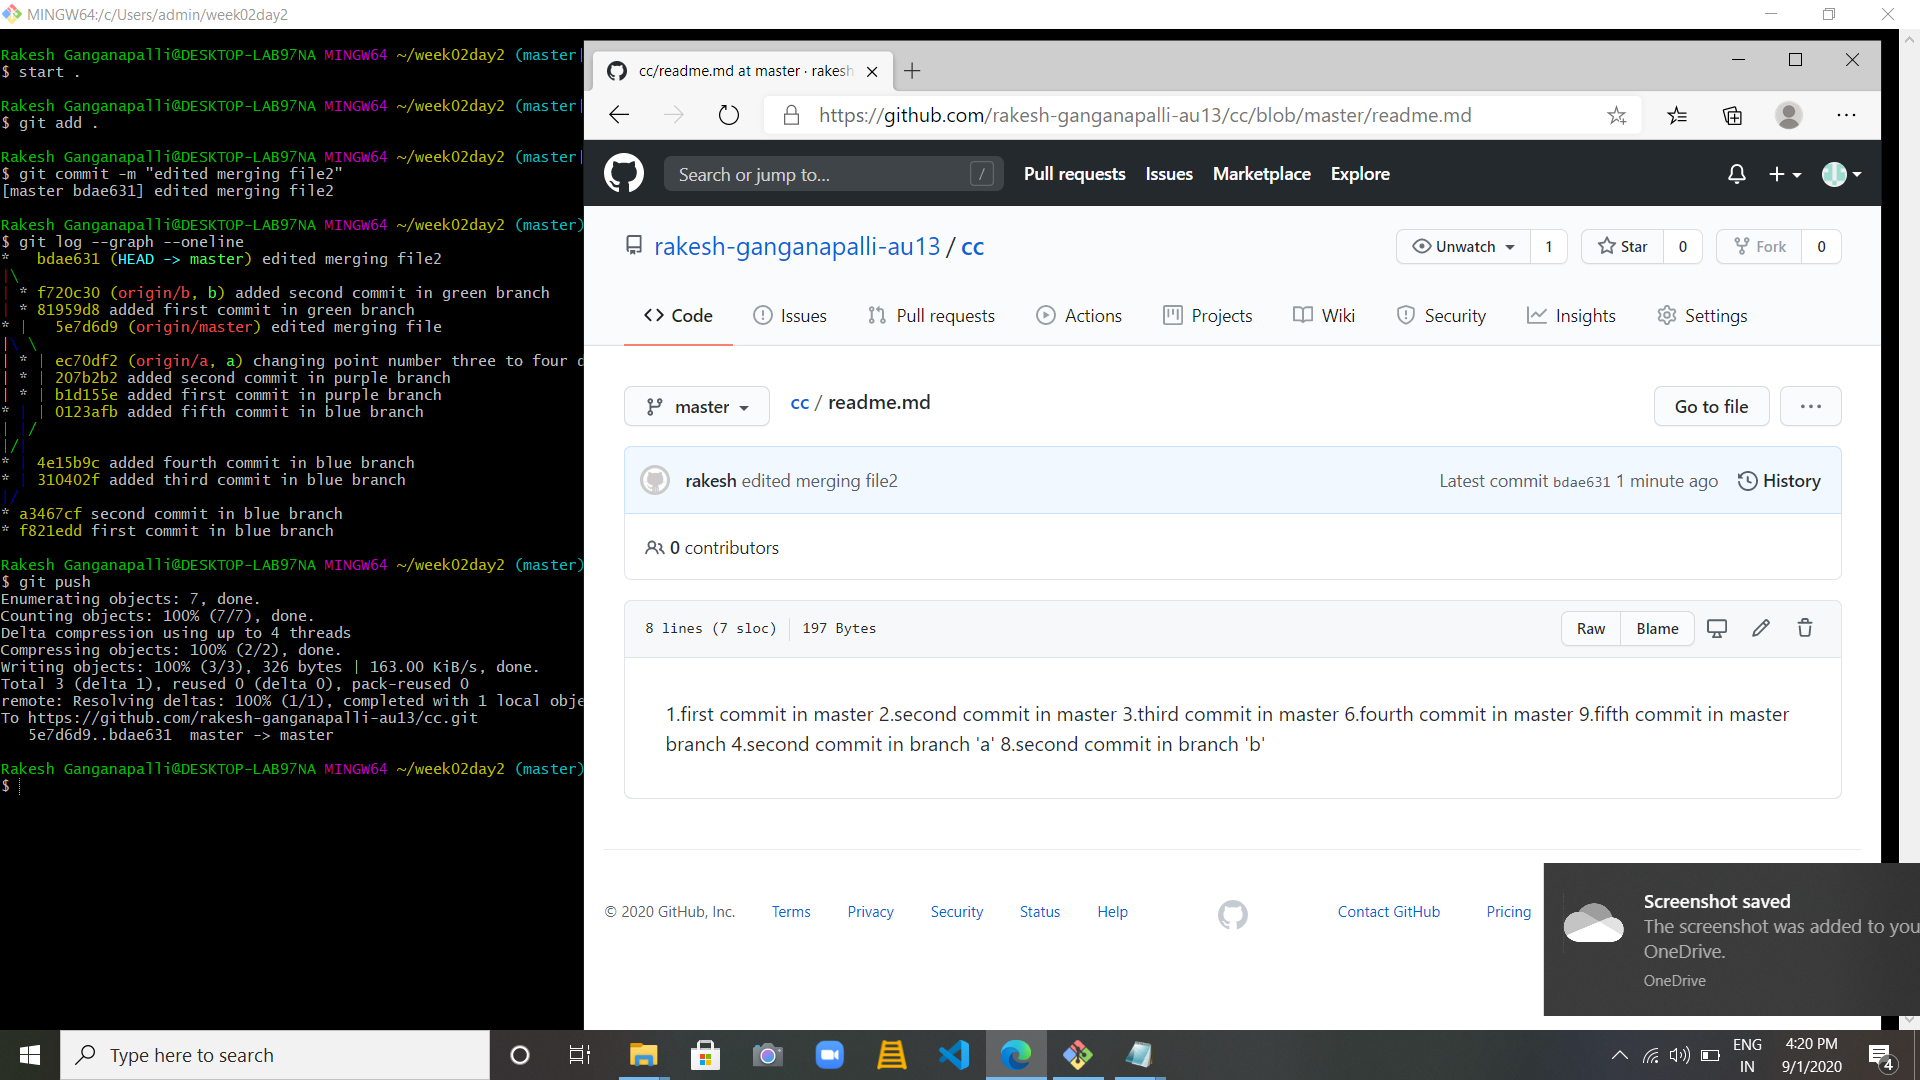 MINGW64:/c/Users/admin/week02day2
Rakesh Ganganapalli@DESKTOP-LAB97NA MINGW64 ~/week02day2 (master|
$ start .
Rakesh Ganganapalli@DESKTOP-LAB97NA MINGW64 ~/week02day2 (master|
$ git add .
Rakesh Ganganapalli@DESKTOP-LAB97NA MINGW64 ~/week02day2 (master|
$ git commit -m "edited merging file2"
[master bdae631] edited merging file2
Rakesh Ganganapalli@DESKTOP-LAB97NA MINGW64 ~/week02day2 (master)
$ git log --graph --oneline
*   bdae631 (HEAD -> master) edited merging file2
|\
| * f720c30 (origin/b, b) added second commit in green branch
| * 81959d8 added first commit in green branch
* |   5e7d6d9 (origin/master) edited merging file
|\ \
| * | ec70df2 (origin/a, a) changing point number three to four
| * | 207b2b2 added second commit in purple branch
| * | b1d155e added first commit in purple branch
* | | 0123afb added fifth commit in blue branch
| |/
|/|
* | 4e15b9c added fourth commit in blue branch
* | 310402f added third commit in blue branch
|/
* a3467cf second commit in blue branch
* f821edd first commit in blue branch
Rakesh Ganganapalli@DESKTOP-LAB97NA MINGW64 ~/week02day2 (master)
$ git push
Enumerating objects: 7, done.
Counting objects: 100% (7/7), done.
Delta compression using up to 4 threads
Compressing objects: 100% (2/2), done.
Writing objects: 100% (3/3), 326 bytes | 163.00 KiB/s, done.
Total 3 (delta 1), reused 0 (delta 0), pack-reused 0
remote: Resolving deltas: 100% (1/1), completed with 1 local obje
To https://github.com/rakesh-ganganapalli-au13/cc.git
   5e7d6d9..bdae631  master -> master
Rakesh Ganganapalli@DESKTOP-LAB97NA MINGW64 ~/week02day2 (master)
$
cc/readme.md at master · rakesh
https://github.com/rakesh-ganganapalli-au13/cc/blob/master/readme.md
Search or jump to... / Pull requests Issues Marketplace Explore
rakesh-ganganapalli-au13 / cc Unwatch 1 Star 0 Fork 0
Code Issues Pull requests Actions Projects Wiki Security Insights Settings
master cc / readme.md Go to file ...
rakesh edited merging file2 Latest commit bdae631 1 minute ago History
0 contributors
8 lines (7 sloc) 197 Bytes Raw Blame
1.first commit in master 2.second commit in master 3.third commit in master 6.fourth commit in master 9.fifth commit in master
branch 4.second commit in branch 'a' 8.second commit in branch 'b'
© 2020 GitHub, Inc. Terms Privacy Security Status Help Contact GitHub Pricing
Screenshot saved
The screenshot was added to you
OneDrive.
OneDrive
Type here to search
ENG
IN
4:20 PM
9/1/2020
4